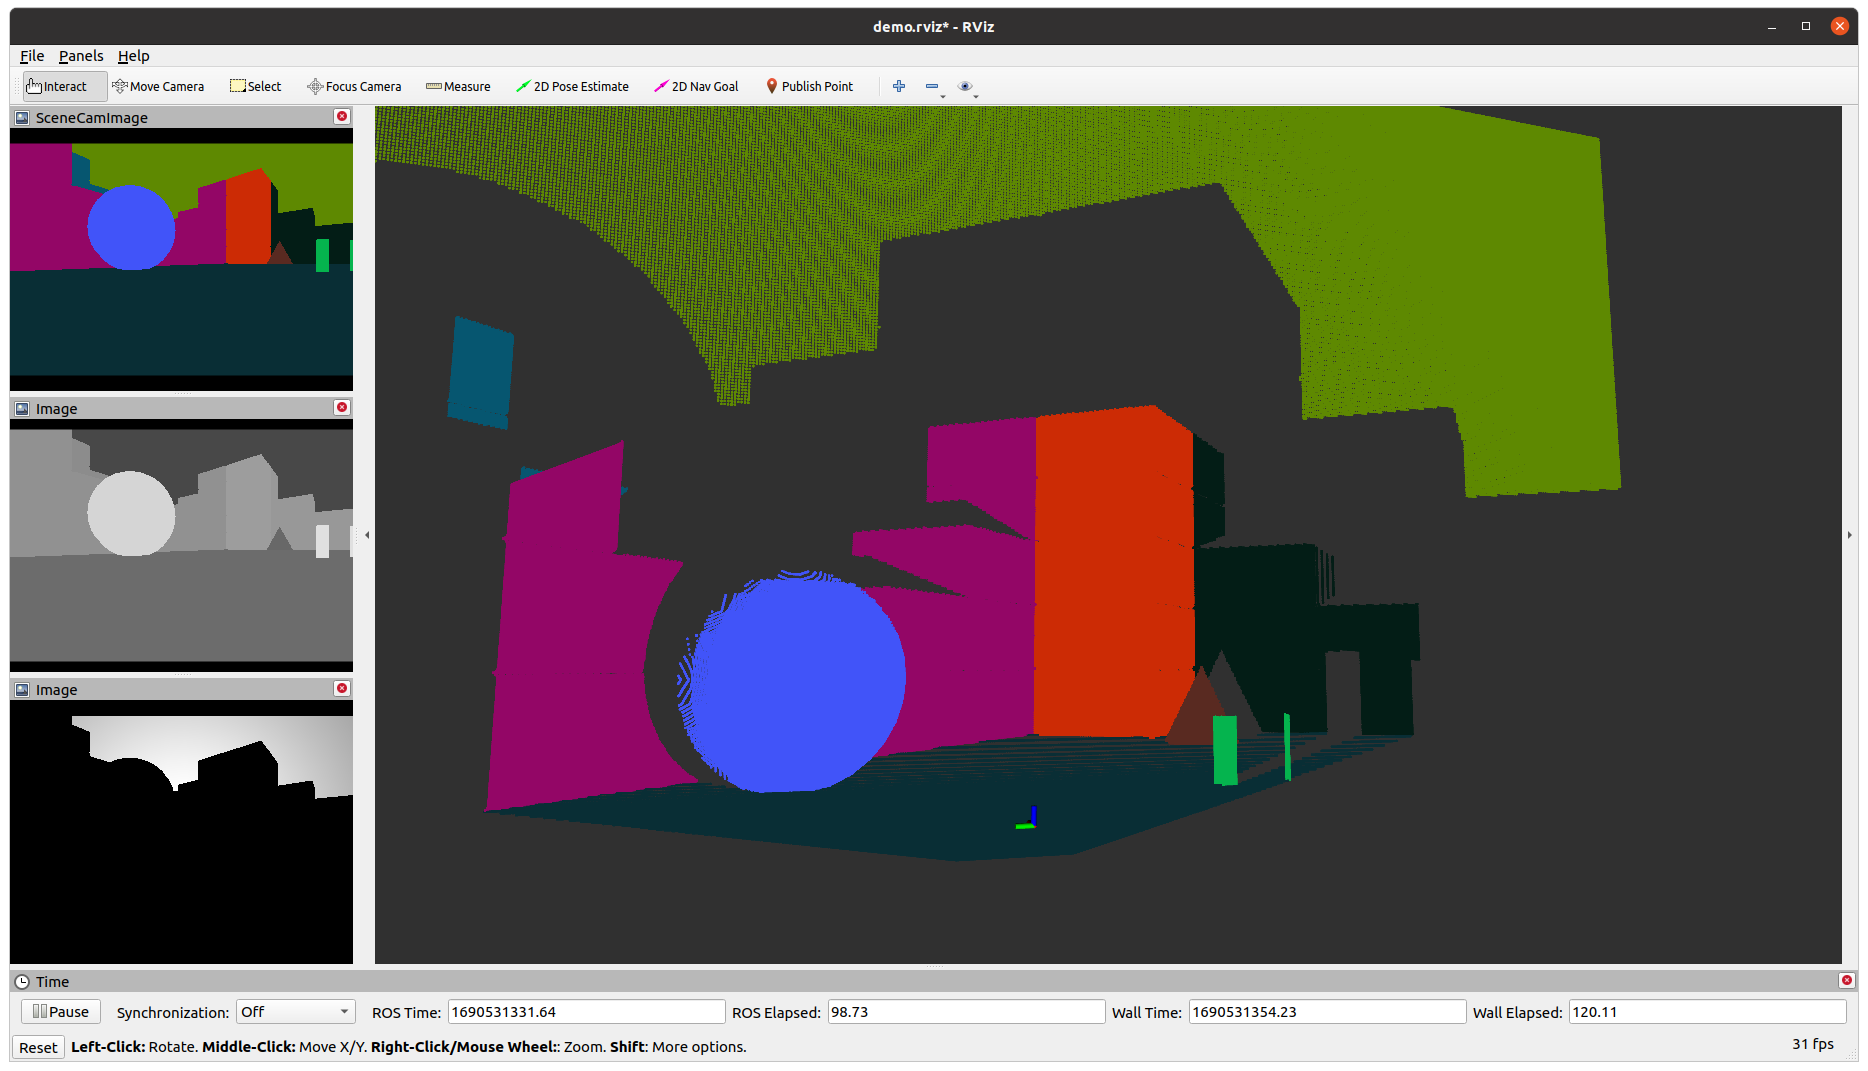 demo.rviz* - RViz
File Panels Help
Interact Move Camera Select Focus Camera Measure 2D Pose Estimate 2D Nav Goal Publish Point
SceneCamImage
Image
Image
Time
Pause Synchronization: Off ROS Time: 1690531331.64 ROS Elapsed: 98.73 Wall Time: 1690531354.23 Wall Elapsed: 120.11
Reset Left-Click: Rotate. Middle-Click: Move X/Y. Right-Click/Mouse Wheel:: Zoom. Shift: More options. 31 fps